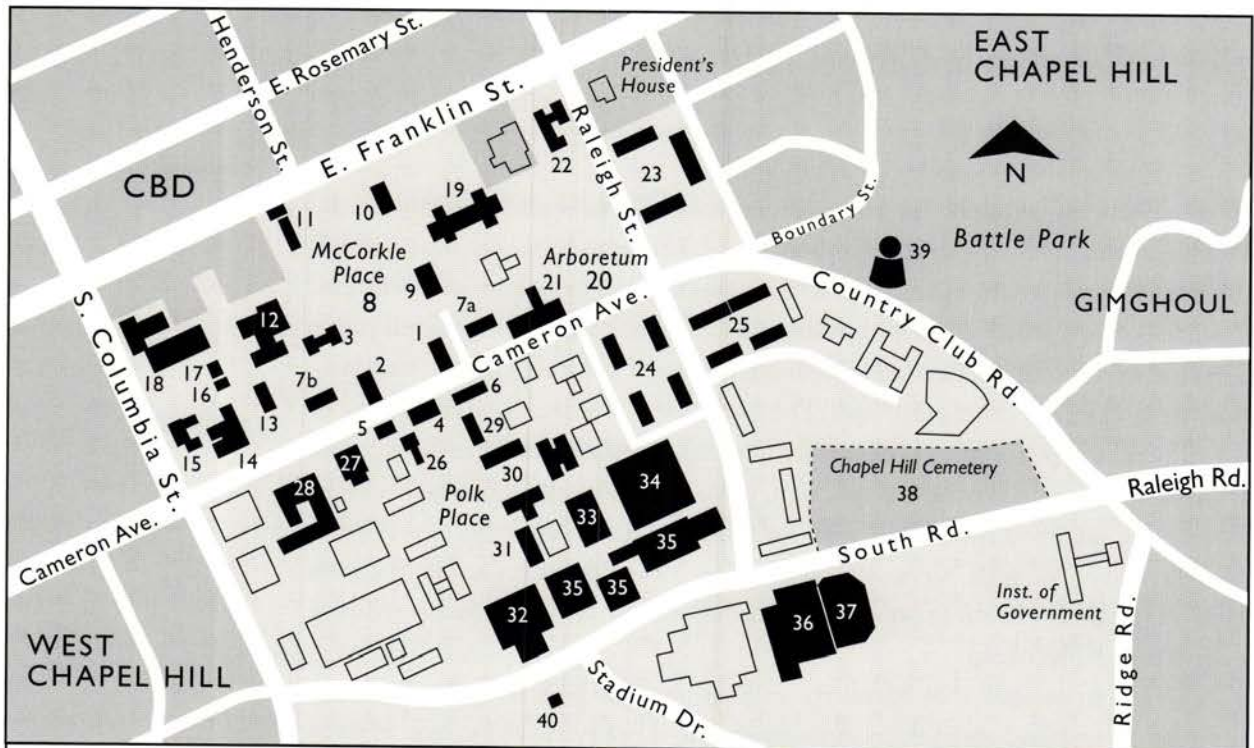 Henderson St.
E. Rosemary St.
E. Franklin St.
President's
House
EAST
CHAPEL HILL
N
CBD
Raleigh St.
22
23
19
10
11
Boundary St.
Battle Park
39
McCorkle
Place
8
Arboretum
20
21
9
7a
Country Club Rd.
GIMGHOUL
S. Columbia St.
12
3
1
Cameron Ave.
25
18
17
16
7b
2
24
13
6
5
4
29
15
14
26
27
30
28
Polk
Place
34
Chapel Hill Cemetery
38
Raleigh Rd.
33
31
35
South Rd.
Cameron Ave.
32
35
35
36
37
Inst. of
Government
WEST
CHAPEL HILL
Stadium Dr.
40
Ridge Rd.